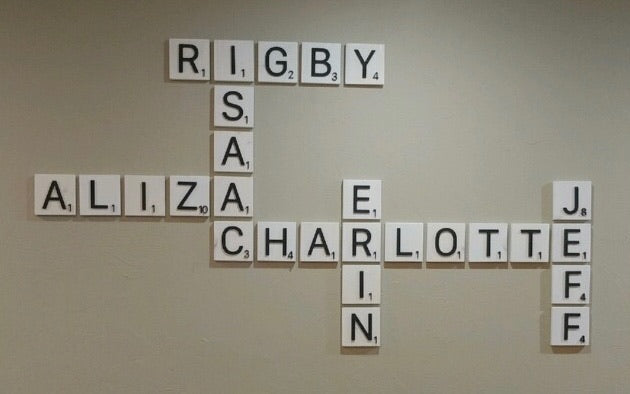 RIGBY
ISAAC
ALIZA
ERIN
JEFF
CHARLOTTE